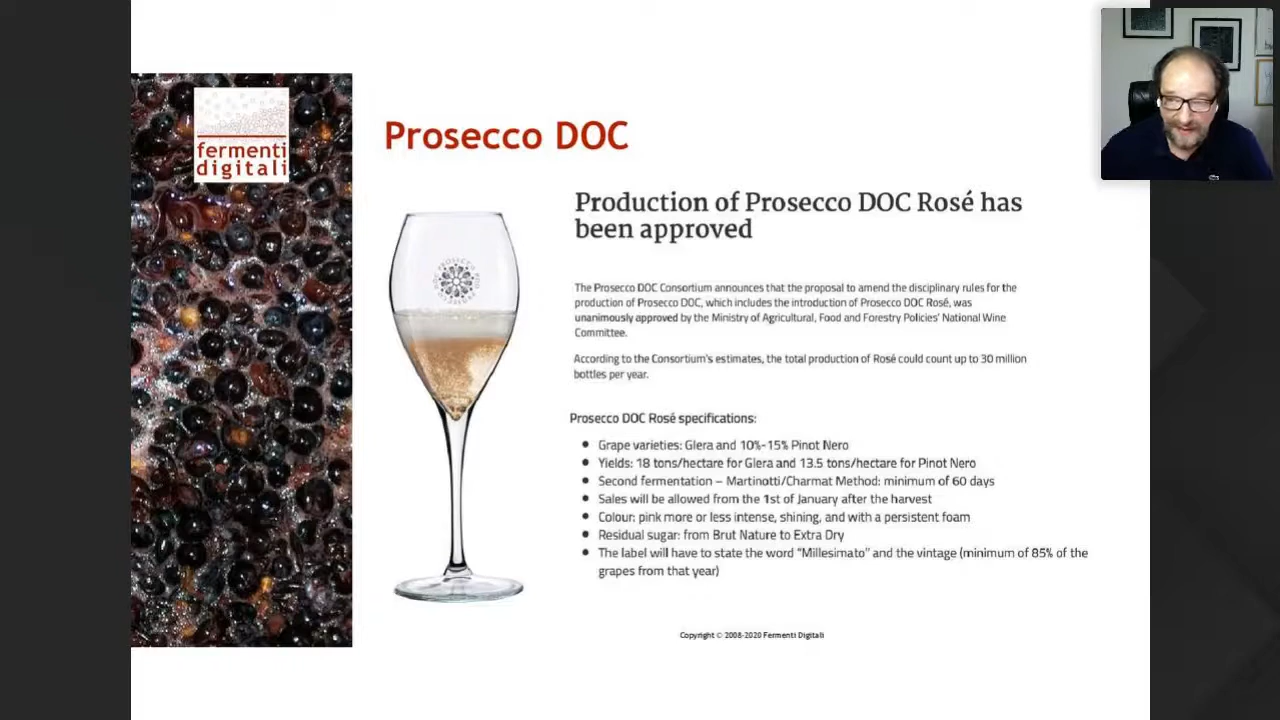 fermenti
digitali
Prosecco DOC
Production of Prosecco DOC Rosé has
been approved
The Prosecco DOC Consortium announces that the proposal to amend the disciplinary rules for the
production of Prosecco DOC, which includes the introduction of Prosecco DOC Rosé, was
unanimously approved by the Ministry of Agricultural, Food and Forestry Policies' National Wine
Committee.
According to the Consortium's estimates, the total production of Rosé could count up to 30 million
bottles per year.
Prosecco DOC Rosé specifications:
• Grape varieties: Glera and 10%-15% Pinot Nero
• Yields: 18 tons/hectare for Glera and 13.5 tons/hectare for Pinot Nero
• Second fermentation – Martinotti/Charmat Method: minimum of 60 days
• Sales will be allowed from the 1st of January after the harvest
• Colour: pink more or less intense, shining, and with a persistent foam
• Residual sugar: from Brut Nature to Extra Dry
• The label will have to state the word "Millesimato" and the vintage (minimum of 85% of the
grapes from that year)
Copyright © 2008-2020 Fermenti Digitali